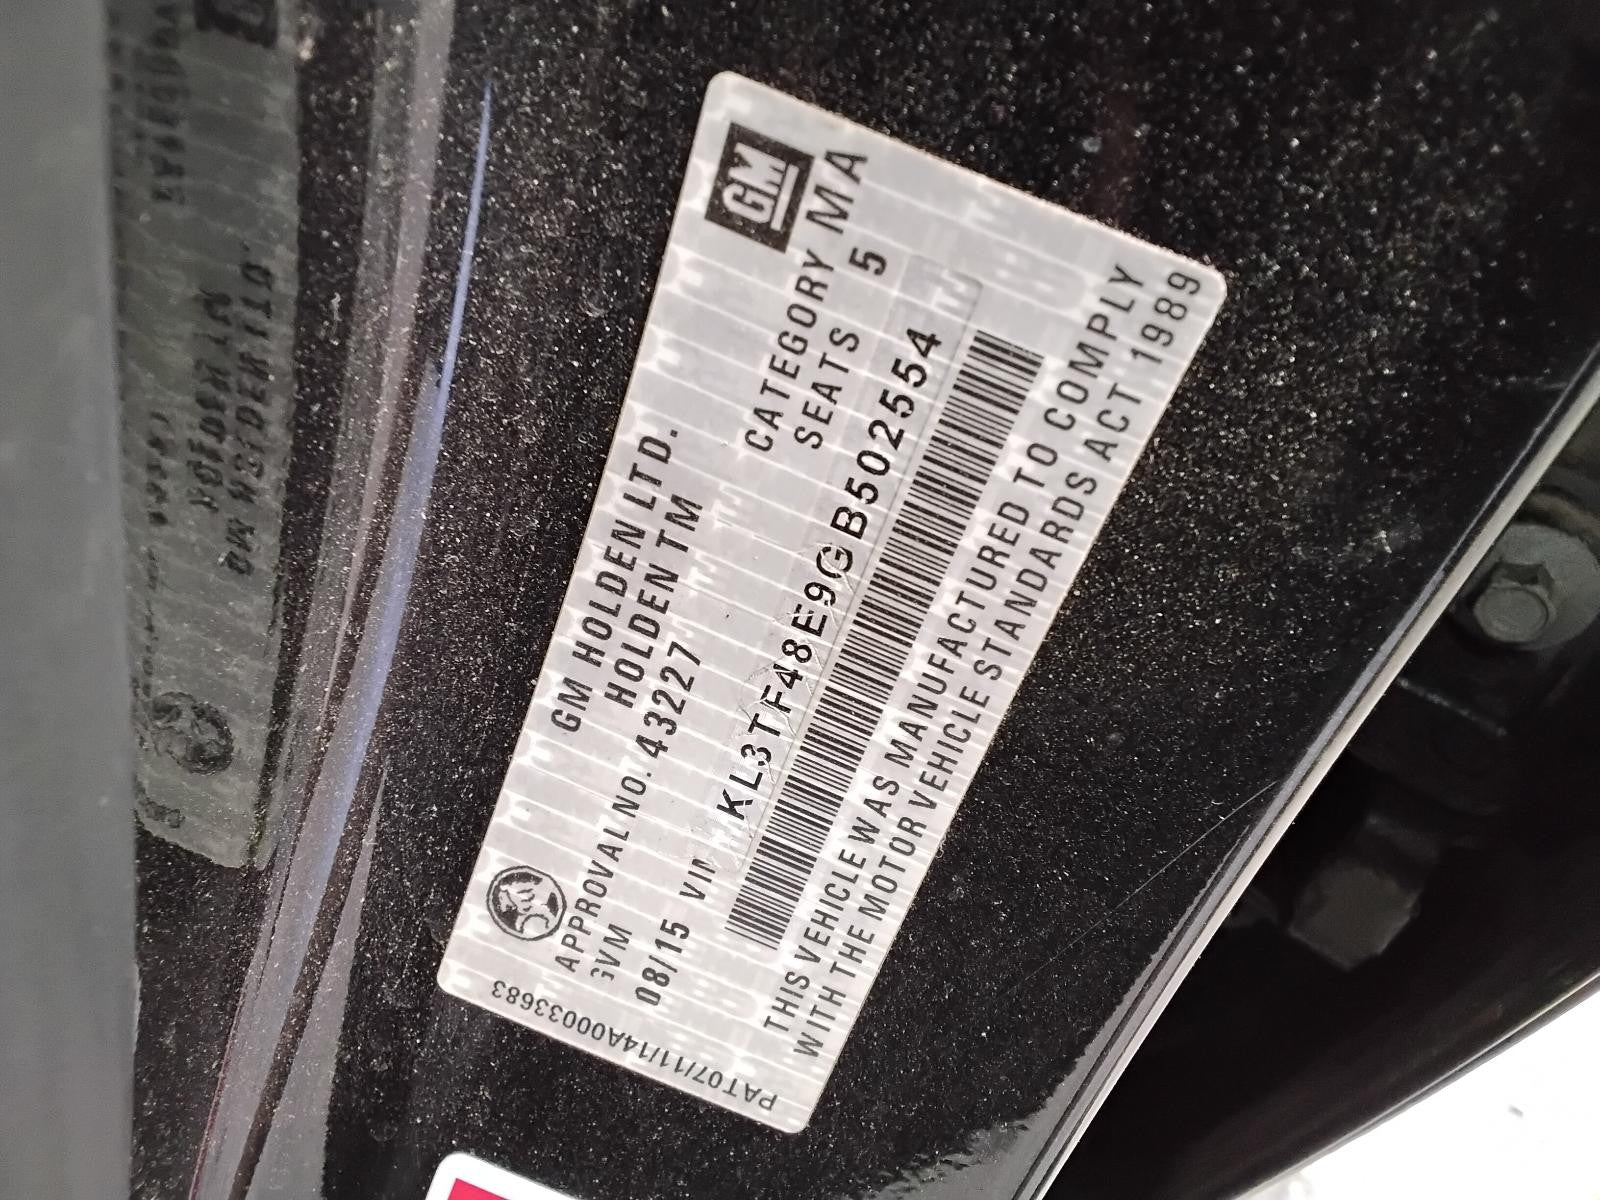 GM
GM HOLDEN LTD.
HOLDEN TM
CATEGORY MA
APPROVAL NO. 43227
SEATS 5
GVM
08/15 VIN KL3TF48E9GB502554
THIS VEHICLE WAS MANUFACTURED TO COMPLY
WITH THE MOTOR VEHICLE STANDARDS ACT 1989
PAT07/11/14A00033683